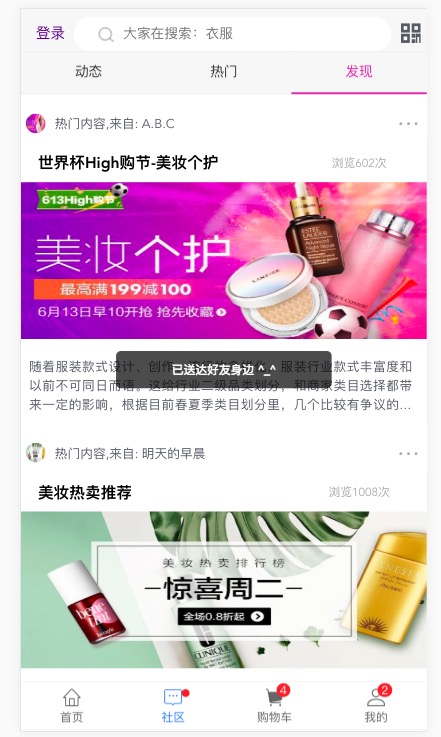 登录
大家在搜索：衣服
动态
热门
发现
热门内容,来自: A.B.C
世界杯High购节-美妆个护
浏览602次
613High购节
美妆个护
最高满199减100
6月13日早10开抢 抢先收藏
ESTEE LAUDER
Advanced Night Repair
LANEIGE
随着服装款式设计、创作
服装行业款式丰富度和
已送达好友身边 ^_^
以前不可同日而语。这给行业二级品类划分，和商家类目选择都带
来一定的影响，根据目前春夏季类目划分里，几个比较有争议的...
热门内容,来自: 明天的早晨
美妆热卖推荐
浏览1008次
美妆热卖排行榜
惊喜周二
全场0.8折起
benetint
CLINIQUE
SHISEIDO
首页
社区
购物车
4
我的
2